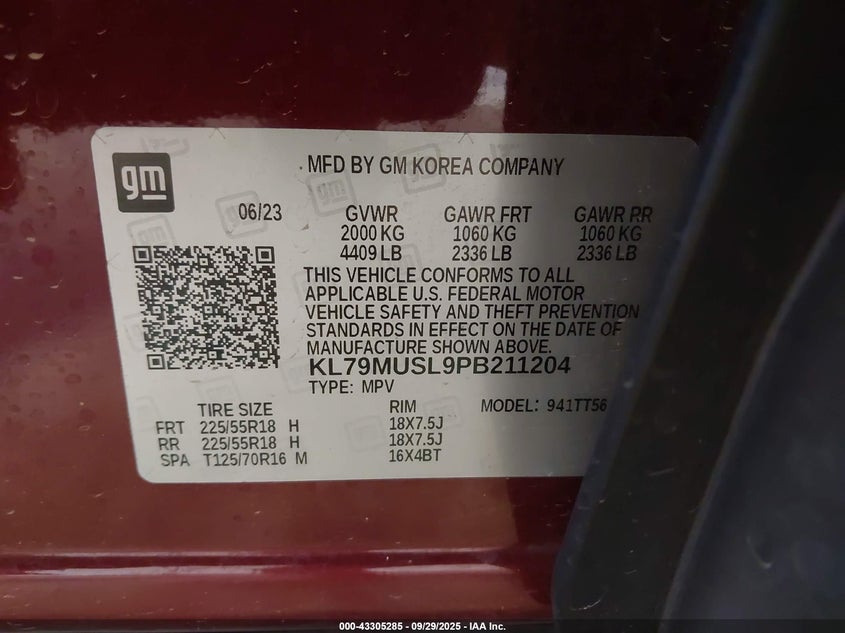 gm
MFD BY GM KOREA COMPANY
06/23 GVWR GAWR FRT GAWR RR
2000 KG 1060 KG 1060 KG
4409 LB 2336 LB 2336 LB
THIS VEHICLE CONFORMS TO ALL
APPLICABLE U.S. FEDERAL MOTOR
VEHICLE SAFETY AND THEFT PREVENTION
STANDARDS IN EFFECT ON THE DATE OF
MANUFACTURE SHOWN ABOVE.
KL79MUSL9PB211204
TYPE: MPV
TIRE SIZE RIM MODEL: 941TT56
FRT 225/55R18 H 18X7.5J
RR 225/55R18 H 18X7.5J
SPA T125/70R16 M 16X4BT
000-43305285 - 09/29/2025 - IAA Inc.